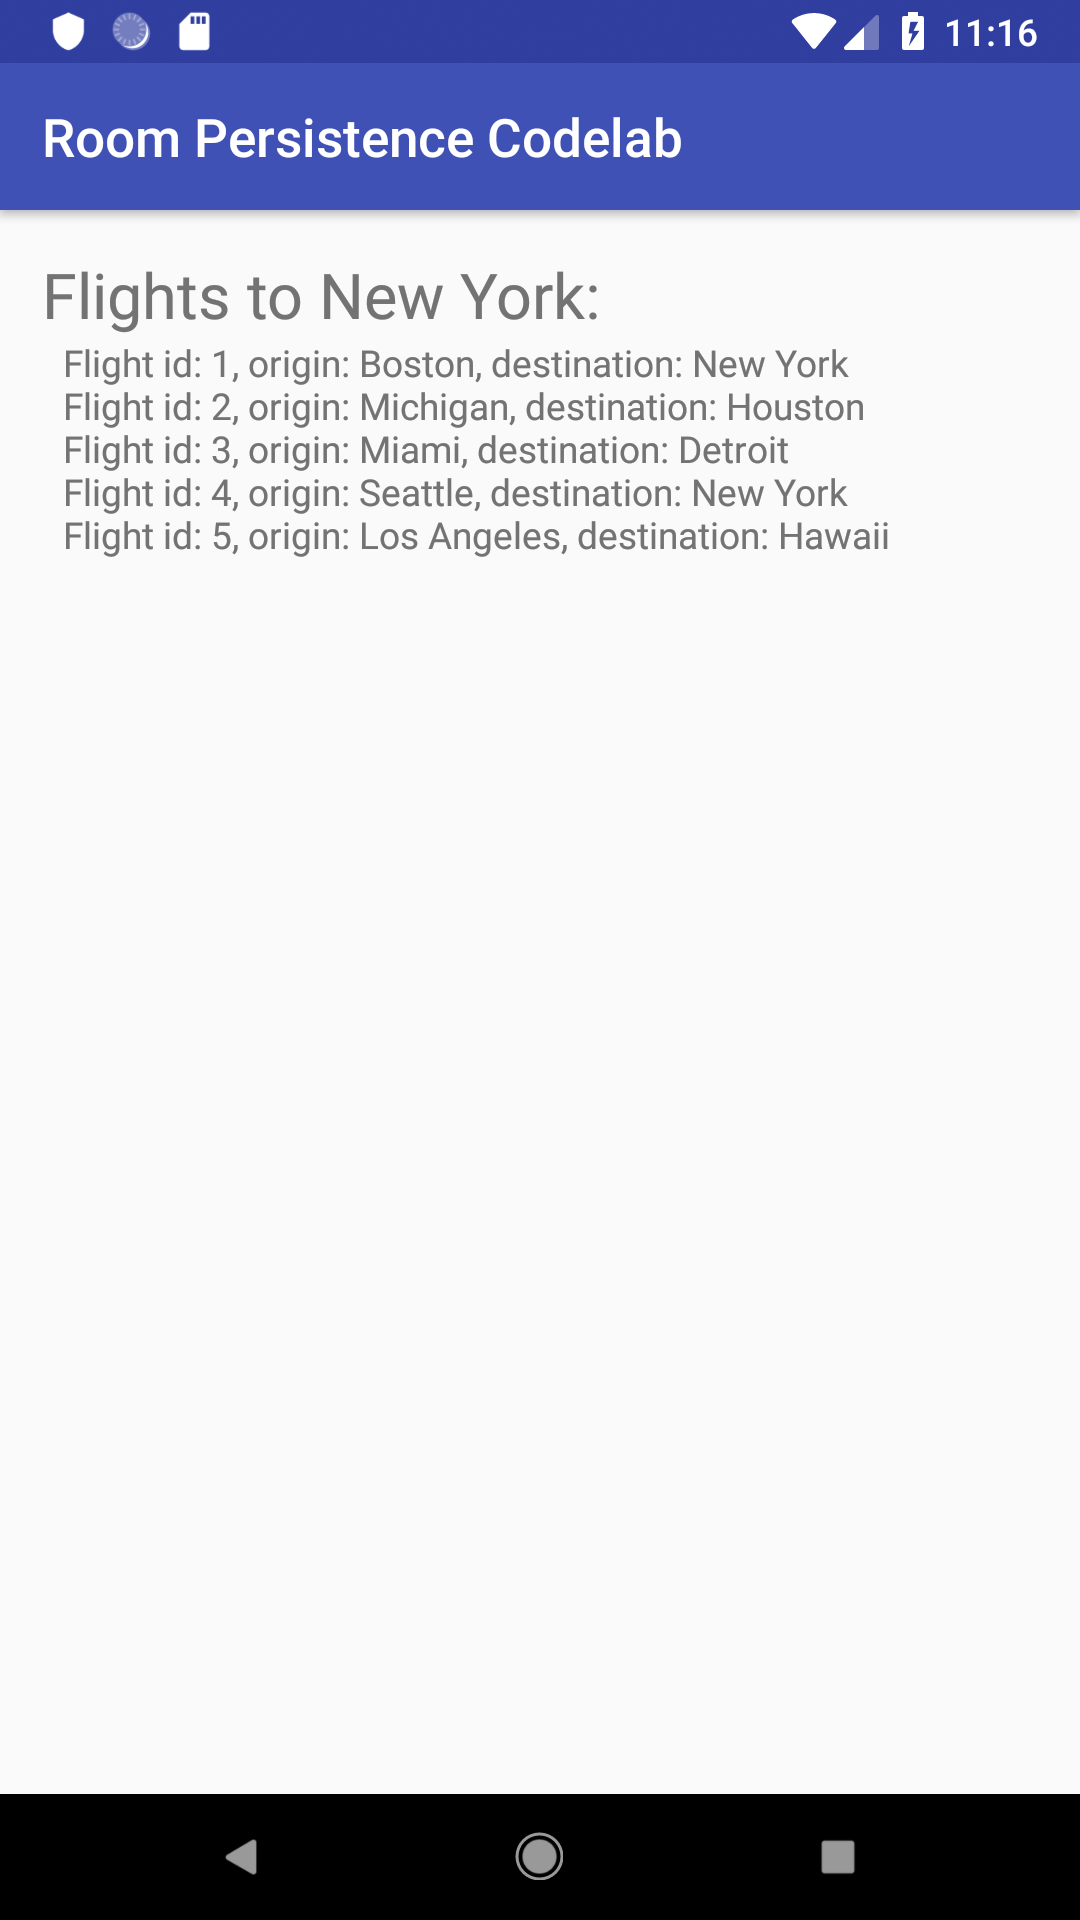 11:16
Room Persistence Codelab
Flights to New York:
Flight id: 1, origin: Boston, destination: New York
Flight id: 2, origin: Michigan, destination: Houston
Flight id: 3, origin: Miami, destination: Detroit
Flight id: 4, origin: Seattle, destination: New York
Flight id: 5, origin: Los Angeles, destination: Hawaii